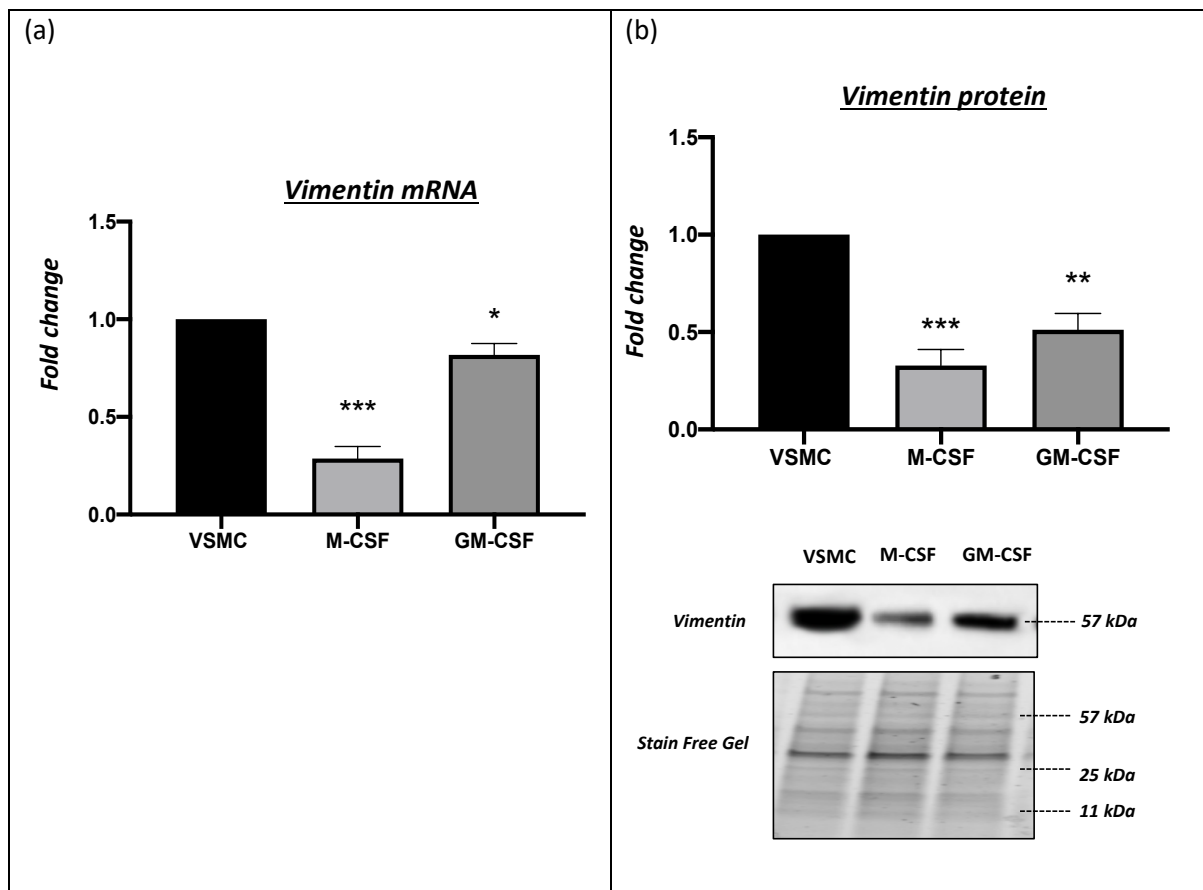 (a)
Vimentin mRNA
Fold change
1.5
1.0
0.5
0.0
***
*
VSMC M-CSF GM-CSF
(b)
Vimentin protein
Fold change
1.5
1.0
0.5
0.0
***
**
VSMC M-CSF GM-CSF
VSMC M-CSF GM-CSF
Vimentin 57 kDa
57 kDa
Stain Free Gel
25 kDa
11 kDa